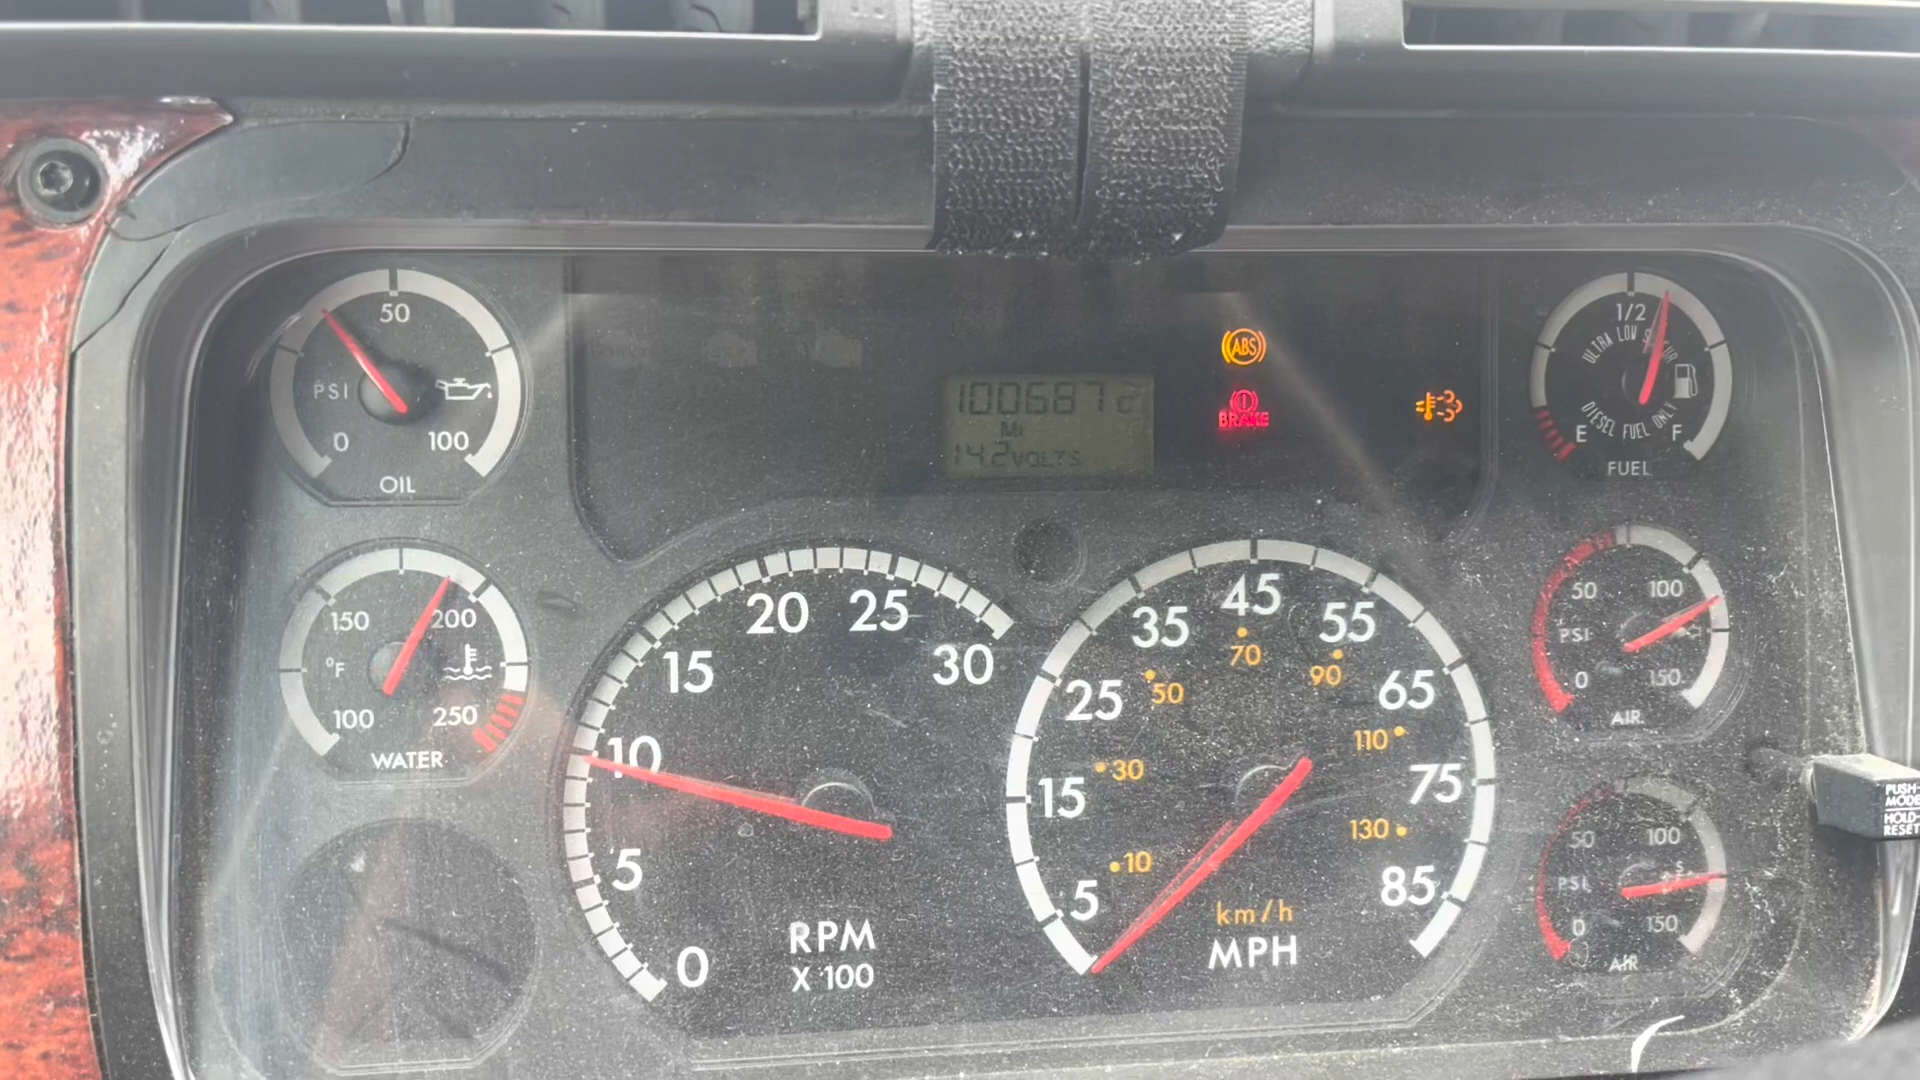 50
PSI
0
100
OIL
150
200
°F
100
250
WATER
0
5
10
15
20
25
30
RPM
X 100
1006872
Mi
14.2 VOLTS
ABS
BRAKE
5
15
25
35
45
55
65
75
85
10
30
50
70
90
110
130
km/h
MPH
1/2
ULTRA LOW SULFUR
DIESEL FUEL ONLY
E
F
FUEL
50
100
PSI
0
150
AIR
50
100
PSI
0
150
AIR
PUSH-
MODE
HOLD-
RESET